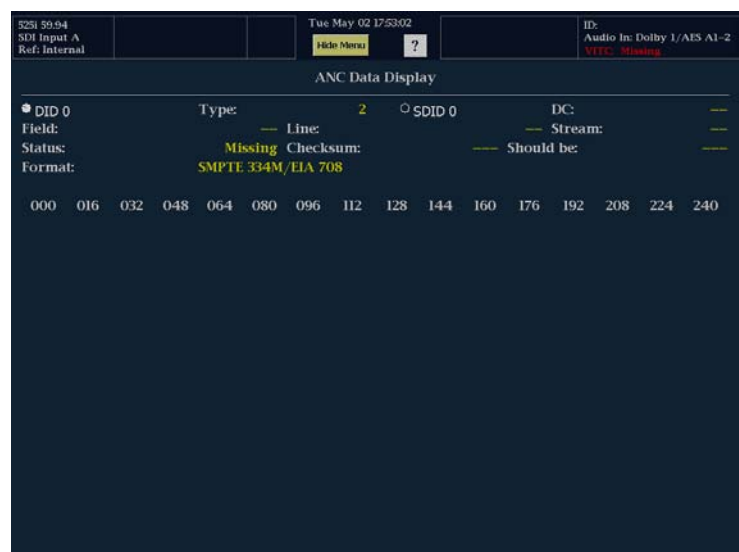 525i 59.94
SDI Input A
Ref: Internal
Tue May 02 17:53:02
Hide Menu ?
ID:
Audio In: Dolby 1/AES A1-2
VITC: Missing
ANC Data Display
DID 0 Type: 2 SDID 0 DC: --
Field: -- Line: -- Stream: --
Status: Missing Checksum: --- Should be: ---
Format: SMPTE 334M/EIA 708
000 016 032 048 064 080 096 112 128 144 160 176 192 208 224 240